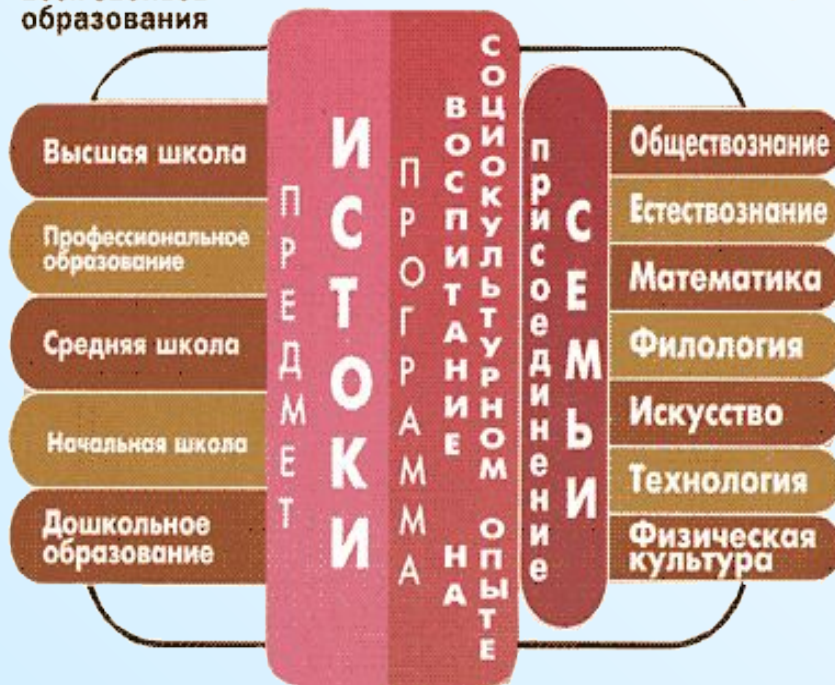 образования
Высшая школа
Профессиональное
образование
Средняя школа
Начальная школа
Дошкольное
образование
ПРЕДМЕТ
ИСТОКИ
ПРОГРАММА
ВОСПИТАНИЕ НА
СОЦИОКУЛЬТУРНОМ ОПЫТЕ
присоединение
СЕМЬИ
Обществознание
Естествознание
Математика
Филология
Искусство
Технология
Физическая
культура